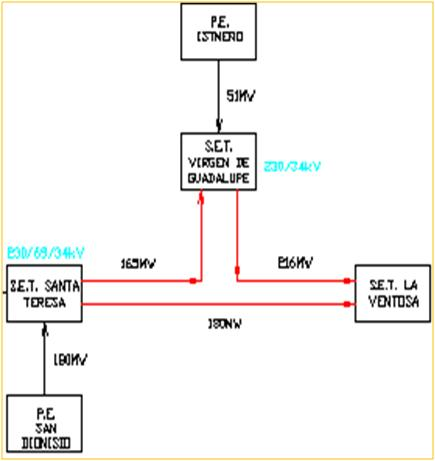 P.E.
ISTMERO
51MW
S.E.T.
VIRGEN DE
GUADALUPE
230/34kV
230/69/34kV
165MW
216MW
S.E.T. SANTA
TERESA
S.E.T. LA
VENTOSA
180MW
180MW
P.E.
SAN
DIONISIO